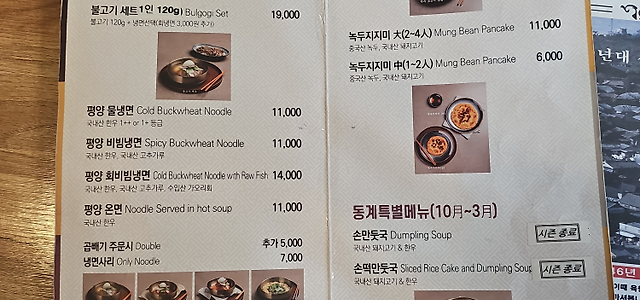 불고기 세트1인 120g) Bulgogi Set 19,000
불고기 120g + 냉면선택(회냉면 3,000원 추가)
평양 물냉면 Cold Buckwheat Noodle 11,000
국내산 한우 1++ or 1+ 등급
평양 비빔냉면 Spicy Buckwheat Noodle 11,000
국내산 한우, 국내산 고추가루
평양 회비빔냉면 Cold Buckwheat Noodle with Raw Fish 14,000
국내산 한우, 국내산 고추가루, 수입산 가오리회
평양 온면 Noodle Served in hot soup 11,000
국내산 한우
곱빼기 주문시 Double 추가 5,000
냉면사리 Only Noodle 7,000
녹두지지미 大(2~4人) Mung Bean Pancake 11,000
중국산 녹두, 국내산 돼지고기
녹두지지미 中(1~2人) Mung Bean Pancake 6,000
중국산 녹두, 국내산 돼지고기
동계특별메뉴(10月~3月)
손만둣국 Dumpling Soup 시즌 종료
국내산 돼지고기 & 한우
손떡만둣국 Sliced Rice Cake and Dumpling Soup 시즌 종료
국내산 돼지고기 & 한우
년대
6년